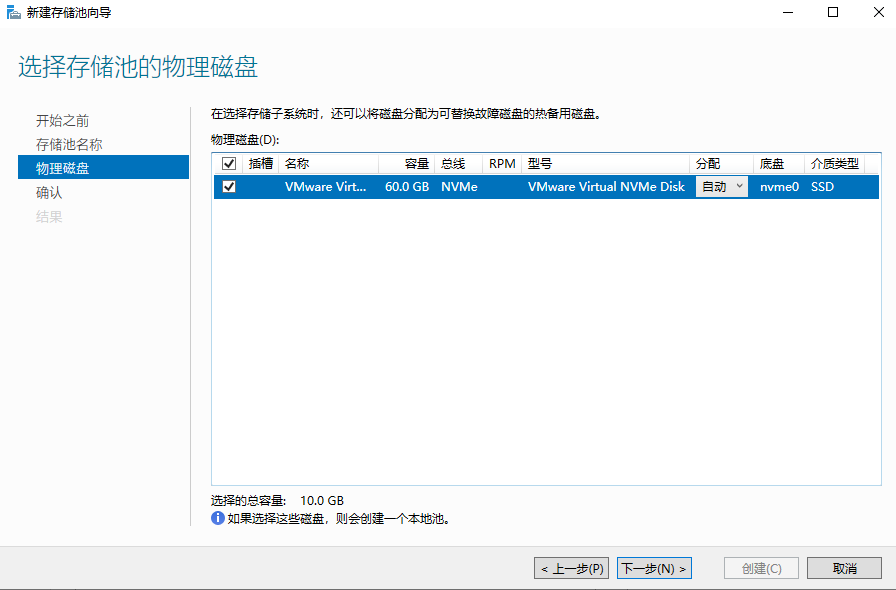 新建存储池向导
选择存储池的物理磁盘
开始之前
存储池名称
物理磁盘
确认
结果
在选择存储子系统时，还可以将磁盘分配为可替换故障磁盘的热备用磁盘。
物理磁盘(D):
插槽 名称 容量 总线 RPM 型号 分配 底盘 介质类型
VMware Virt... 60.0 GB NVMe VMware Virtual NVMe Disk 自动 nvme0 SSD
选择的总容量: 10.0 GB
如果选择这些磁盘，则会创建一个本地池。
< 上一步(P) 下一步(N) > 创建(C) 取消